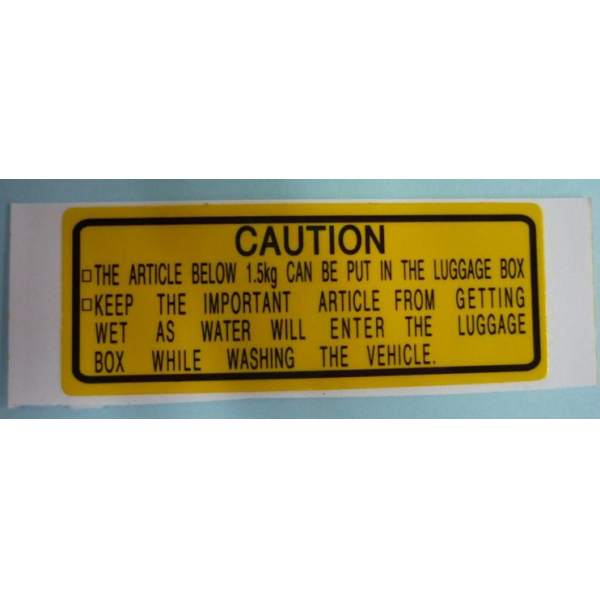 CAUTION
□THE ARTICLE BELOW 1.5kg CAN BE PUT IN THE LUGGAGE BOX
□KEEP THE IMPORTANT ARTICLE FROM GETTING
WET AS WATER WILL ENTER THE LUGGAGE
BOX WHILE WASHING THE VEHICLE.